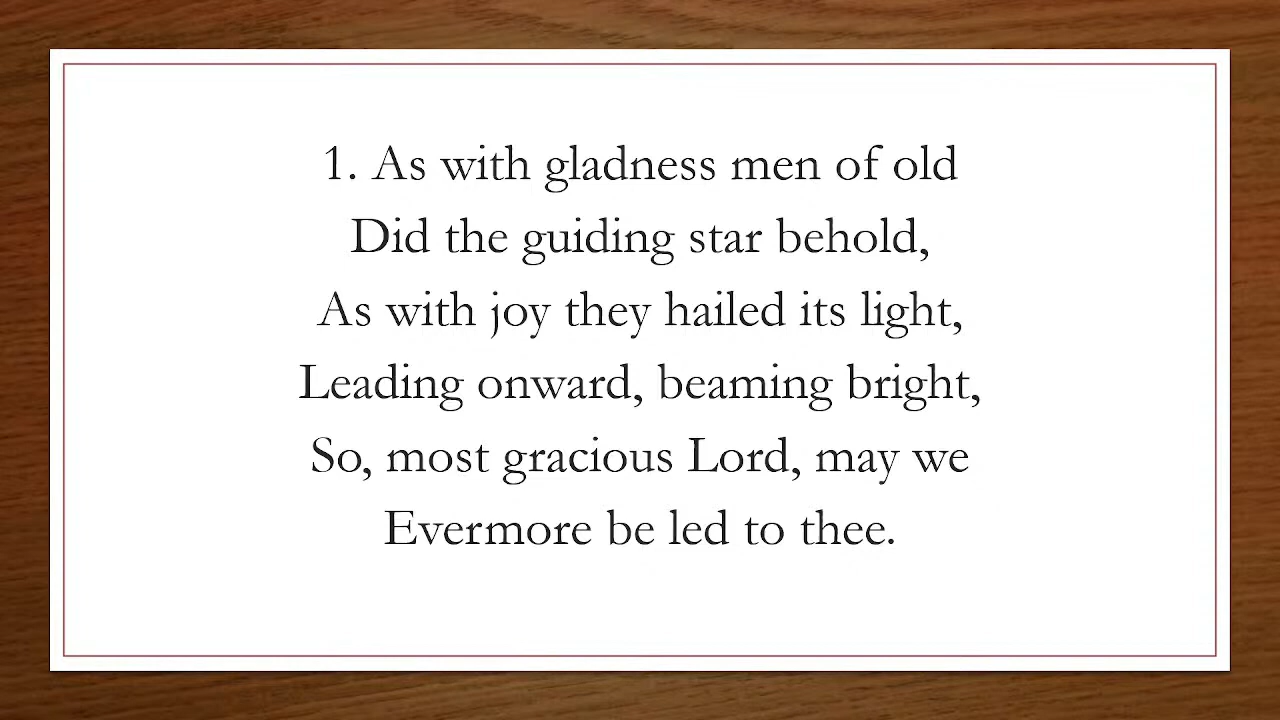 1. As with gladness men of old
Did the guiding star behold,
As with joy they hailed its light,
Leading onward, beaming bright,
So, most gracious Lord, may we
Evermore be led to thee.